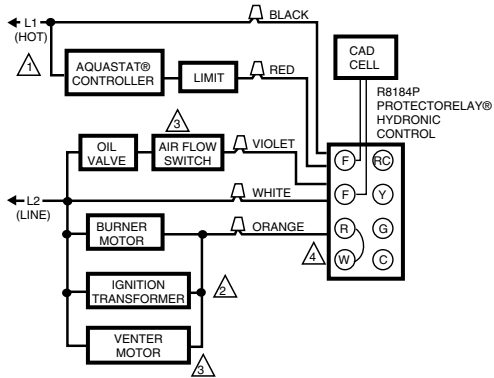 L1
(HOT)
BLACK
1
AQUASTAT®
CONTROLLER
LIMIT
RED
CAD
CELL
R8184P
PROTECTORELAY®
HYDRONIC
CONTROL
3
OIL
VALVE
AIR FLOW
SWITCH
VIOLET
F
RC
L2
(LINE)
WHITE
F
Y
BURNER
MOTOR
ORANGE
R
G
4
W
C
IGNITION
TRANSFORMER
2
VENTER
MOTOR
3